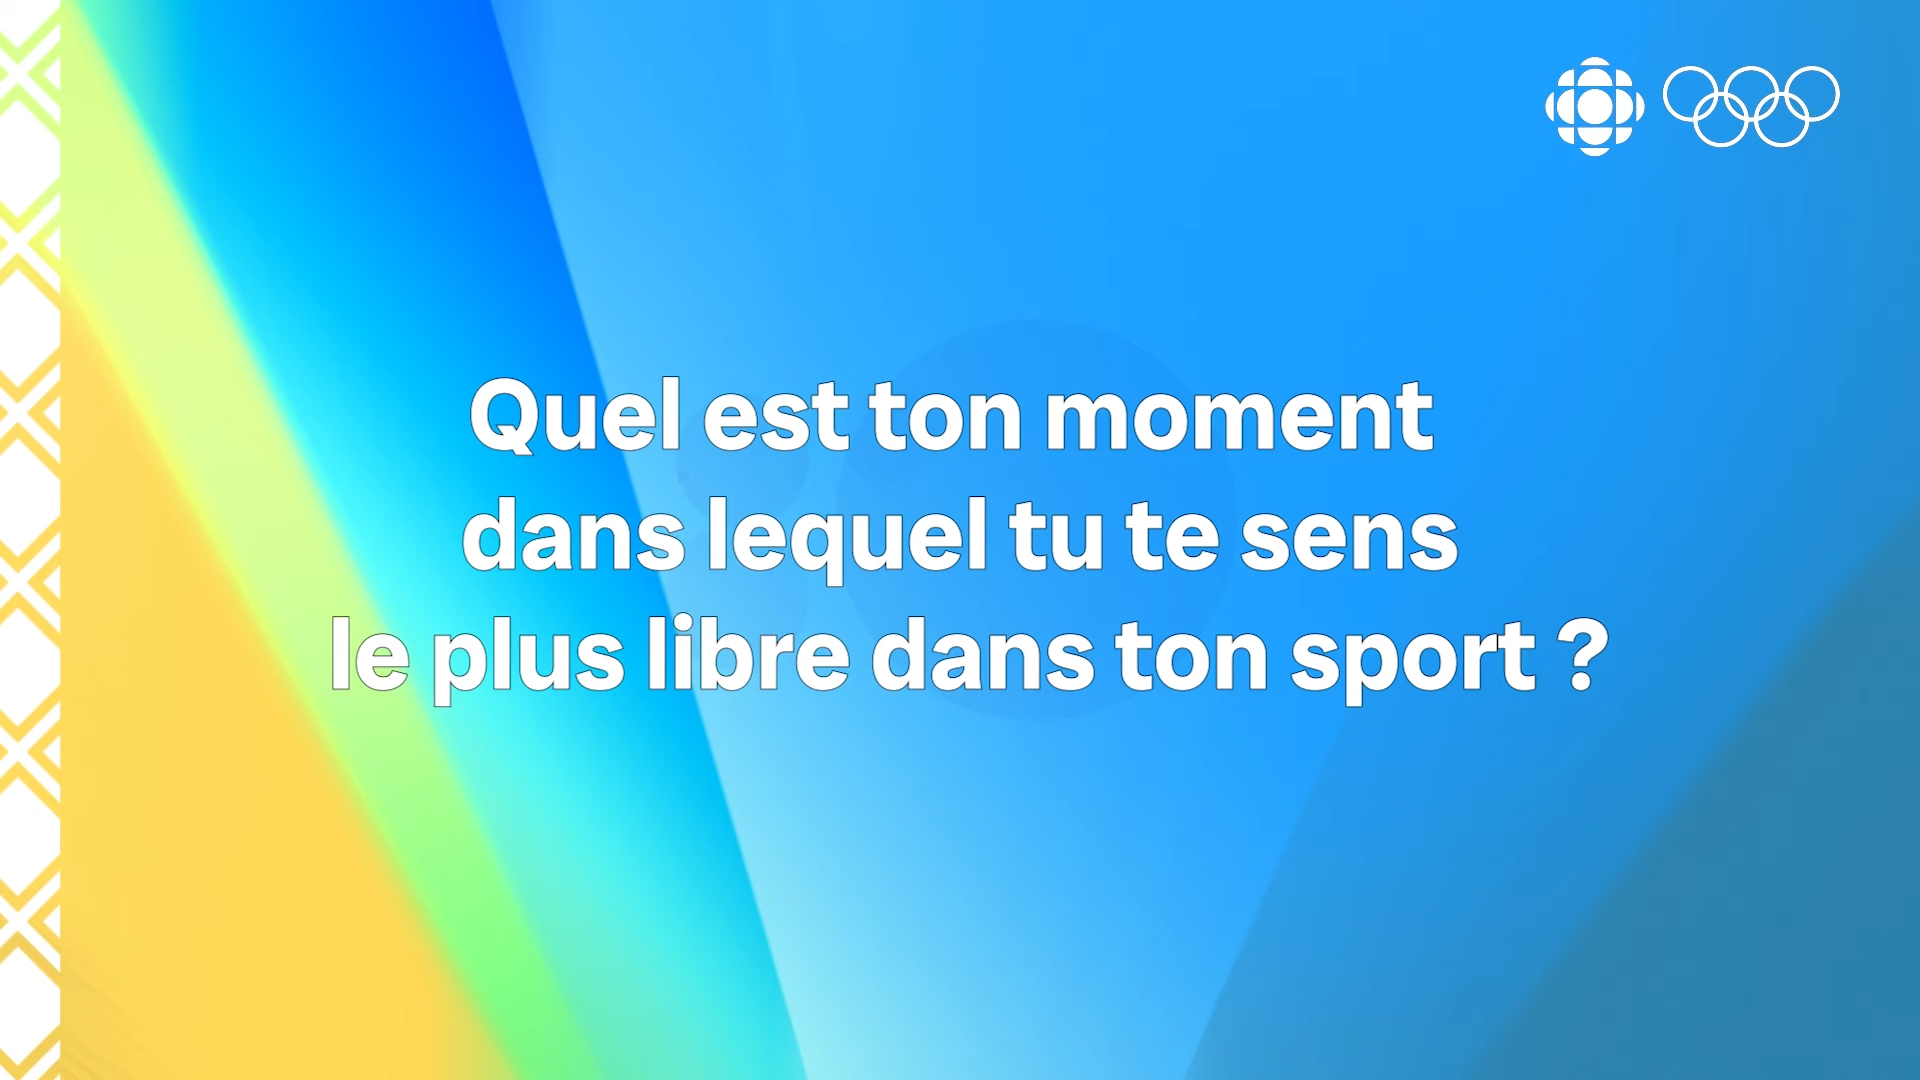 Quel est ton moment
dans lequel tu te sens
le plus libre dans ton sport ?